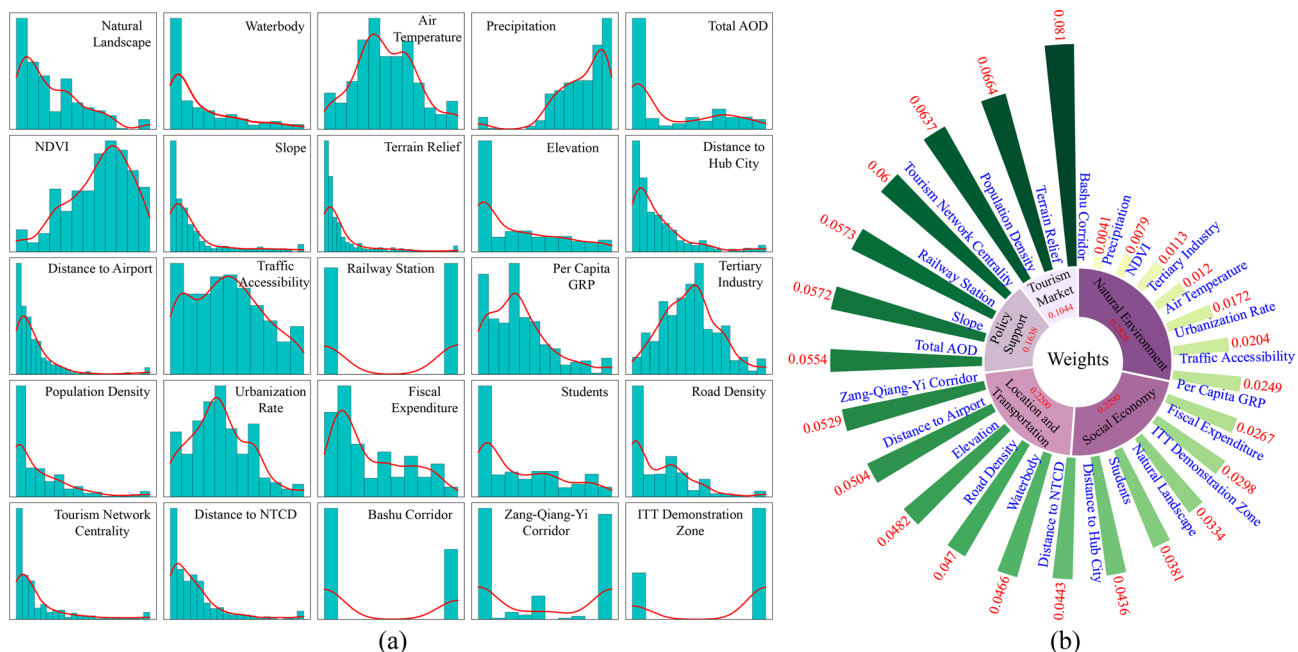 Natural
Landscape
Waterbody
Air
Temperature
Precipitation
Total AOD
NDVI
Slope
Terrain Relief
Elevation
Distance to
Hub City
Distance to Airport
Traffic
Accessibility
Railway Station
Per Capita
GRP
Tertiary
Industry
Population Density
Urbanization
Rate
Fiscal
Expenditure
Students
Road Density
Tourism Network
Centrality
Distance to NTCD
Bashu Corridor
Zang-Qiang-Yi
Corridor
ITT Demonstration
Zone
(a)
0.081
Bashu Corridor
0.0041
Precipitation
0.0079
NDVI
0.0113
Tertiary Industry
0.012
Air Temperature
0.0172
Urbanization Rate
0.0204
Traffic Accessibility
0.0249
Per Capita GRP
0.0267
Fiscal Expenditure
0.0298
ITT Demonstration Zone
0.0334
Natural Landscape
0.0381
Students
0.0436
Distance to Hub City
0.0443
Distance to NTCD
0.0466
Waterbody
0.047
Road Density
0.0482
Elevation
0.0504
Distance to Airport
0.0529
Zang-Qiang-Yi Corridor
0.0554
Total AOD
0.0572
Slope
0.0573
Railway Station
0.06
Tourism Network Centrality
0.0637
Population Density
0.0664
Terrain Relief
Weights
Natural Environment
Social Economy
0.2290
Location and
Transportation
0.2200
Policy
Support
0.1638
Tourism
Market
0.1044
(b)